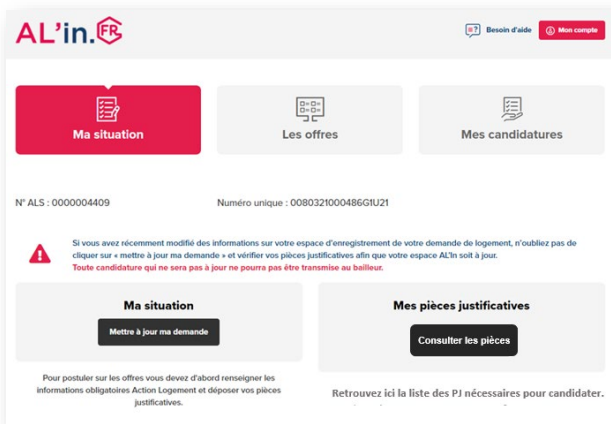 AL'in.FR
Besoin d'aide
Mon compte
Ma situation
Les offres
Mes candidatures
N° ALS : 0000004409
Numéro unique : 0080321000486G1U21
Si vous avez récemment modifié des informations sur votre espace d'enregistrement de votre demande de logement, n'oubliez pas de
cliquer sur « mettre à jour ma demande » et vérifier vos pièces justificatives afin que votre espace AL'in soit à jour.
Toute candidature qui ne sera pas à jour ne pourra pas être transmise au bailleur.
Ma situation
Mettre à jour ma demande
Pour postuler sur les offres vous devez d'abord renseigner les
informations obligatoires Action Logement et déposer vos pièces
justificatives.
Mes pièces justificatives
Consulter les pièces
Retrouvez ici la liste des PJ nécessaires pour candidater.